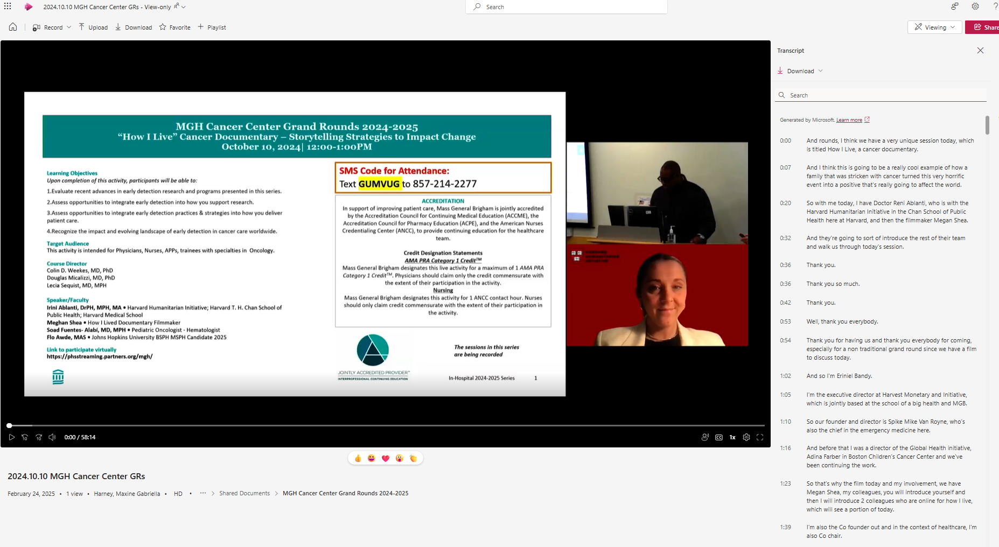 2024.10.10 MGH Cancer Center GRs - View-only
Search
Record
Upload
Download
Favorite
Playlist
Viewing
Share
MGH Cancer Center Grand Rounds 2024-2025
“How I Live” Cancer Documentary – Storytelling Strategies to Impact Change
October 10, 2024| 12:00-1:00PM
Learning Objectives
Upon completion of this activity, participants will be able to:
1.Evaluate recent advances in early detection research and programs presented in this series.
2.Assess opportunities to integrate early detection into how you support research.
3.Assess opportunities to integrate early detection practices & strategies into how you deliver
patient care.
4.Recognize the impact and evolving landscape of early detection in cancer care worldwide.
Target Audience
This activity is intended for Physicians, Nurses, APPs, trainees with specialties in Oncology.
Course Director
Colin D. Weekes, MD, PhD
Douglas Micalizzi, MD, PhD
Lecia Sequist, MD, MPH
Speaker/Faculty
Irini Ablanti, DrPH, MPH, MA • Harvard Humanitarian Initiative; Harvard T. H. Chan School of
Public Health; Harvard Medical School
Meghan Shea • How I Lived Documentary Filmmaker
Soad Fuentes- Alabí, MD, MPH • Pediatric Oncologist - Hematologist
Flo Awde, MAS • Johns Hopkins University BSPH MSPH Candidate 2025
Link to participate virtually
https://phsstreaming.partners.org/mgh/
SMS Code for Attendance:
Text GUMVUG to 857-214-2277
ACCREDITATION
In support of improving patient care, Mass General Brigham is jointly accredited
by the Accreditation Council for Continuing Medical Education (ACCME), the
Accreditation Council for Pharmacy Education (ACPE), and the American Nurses
Credentialing Center (ANCC), to provide continuing education for the healthcare
team.
Credit Designation Statements
AMA PRA Category 1 Credit™
Mass General Brigham designates this live activity for a maximum of 1 AMA PRA
Category 1 Credit™. Physicians should claim only the credit commensurate with
the extent of their participation in the activity.
Nursing
Mass General Brigham designates this activity for 1 ANCC contact hour. Nurses
should only claim credit commensurate with the extent of their participation in
the activity.
JOINTLY ACCREDITED PROVIDER™
INTERPROFESSIONAL CONTINUING EDUCATION
The sessions in this series
are being recorded
In-Hospital 2024-2025 Series 1
HARVARD
HUMANITARIAN
INITIATIVE
0:00 / 58:14
CC
1x
2024.10.10 MGH Cancer Center GRs
February 24, 2025 • 1 view • Harney, Maxine Gabriella • HD • ··· > Shared Documents > MGH Cancer Center Grand Rounds 2024-2025
Transcript
Download
Search
Generated by Microsoft. Learn more
0:00 And rounds, I think we have a very unique session today, which
is titled How I Live, a cancer documentary.
0:07 And I think this is going to be a really cool example of how a
family that was stricken with cancer turned this very horrific
event into a positive that's really going to affect the world.
0:20 So with me today, I have Doctor Reni Ablanti, who is with the
Harvard Humanitarian Initiative in the Chan School of Public
Health here at Harvard, and then the filmmaker Megan Shea.
0:32 And they're going to sort of introduce the rest of their team
and walk us through today's session.
0:36 Thank you.
0:36 Thank you so much.
0:42 Thank you.
0:53 Well, thank you everybody.
0:54 Thank you for having us and thank you everybody for coming,
especially for a non traditional grand round since we have a film
to discuss today.
1:02 And so I'm Eriniel Bandy.
1:05 I'm the executive director at Harvest Monetary and Initiative,
which is jointly based at the school of a big health and MGB.
1:10 So our founder and director is Spike Mike Van Royne, who's
also the chief in the emergency medicine here.
1:16 And before that I was a director of the Global Health initiative,
Adina Farber in Boston Children's Cancer Center and we've
been continuing the work.
1:23 So that's why the film today and my involvement, we have
Megan Shea, my colleagues, you will introduce yourself and
then I will introduce 2 colleagues who are online for how I live,
which will see a portion of today.
1:39 I'm also the Co founder out and in the context of healthcare, I'm
also Co chair.